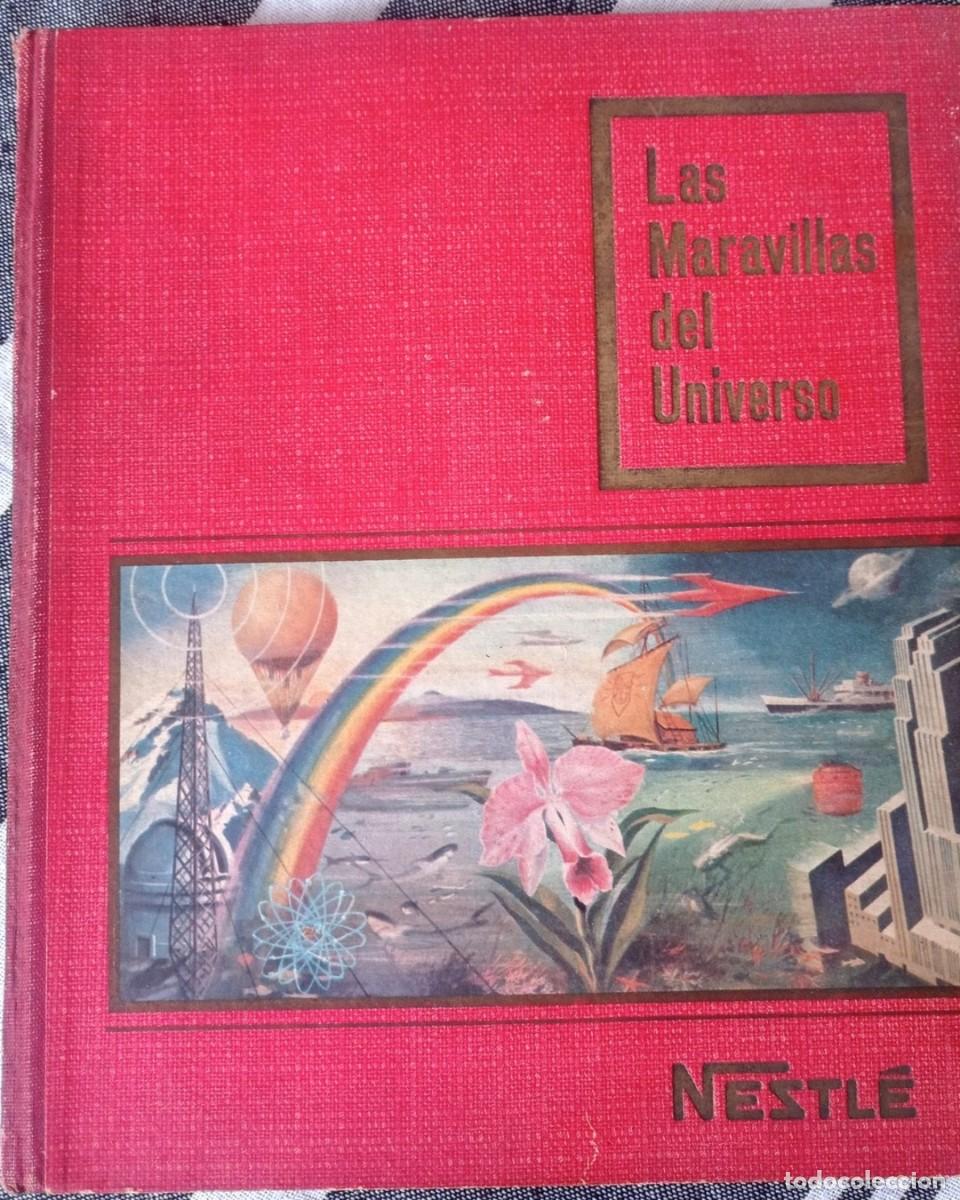 Las
Maravillas
del
Universo
NESTLÉ
todocoleccion